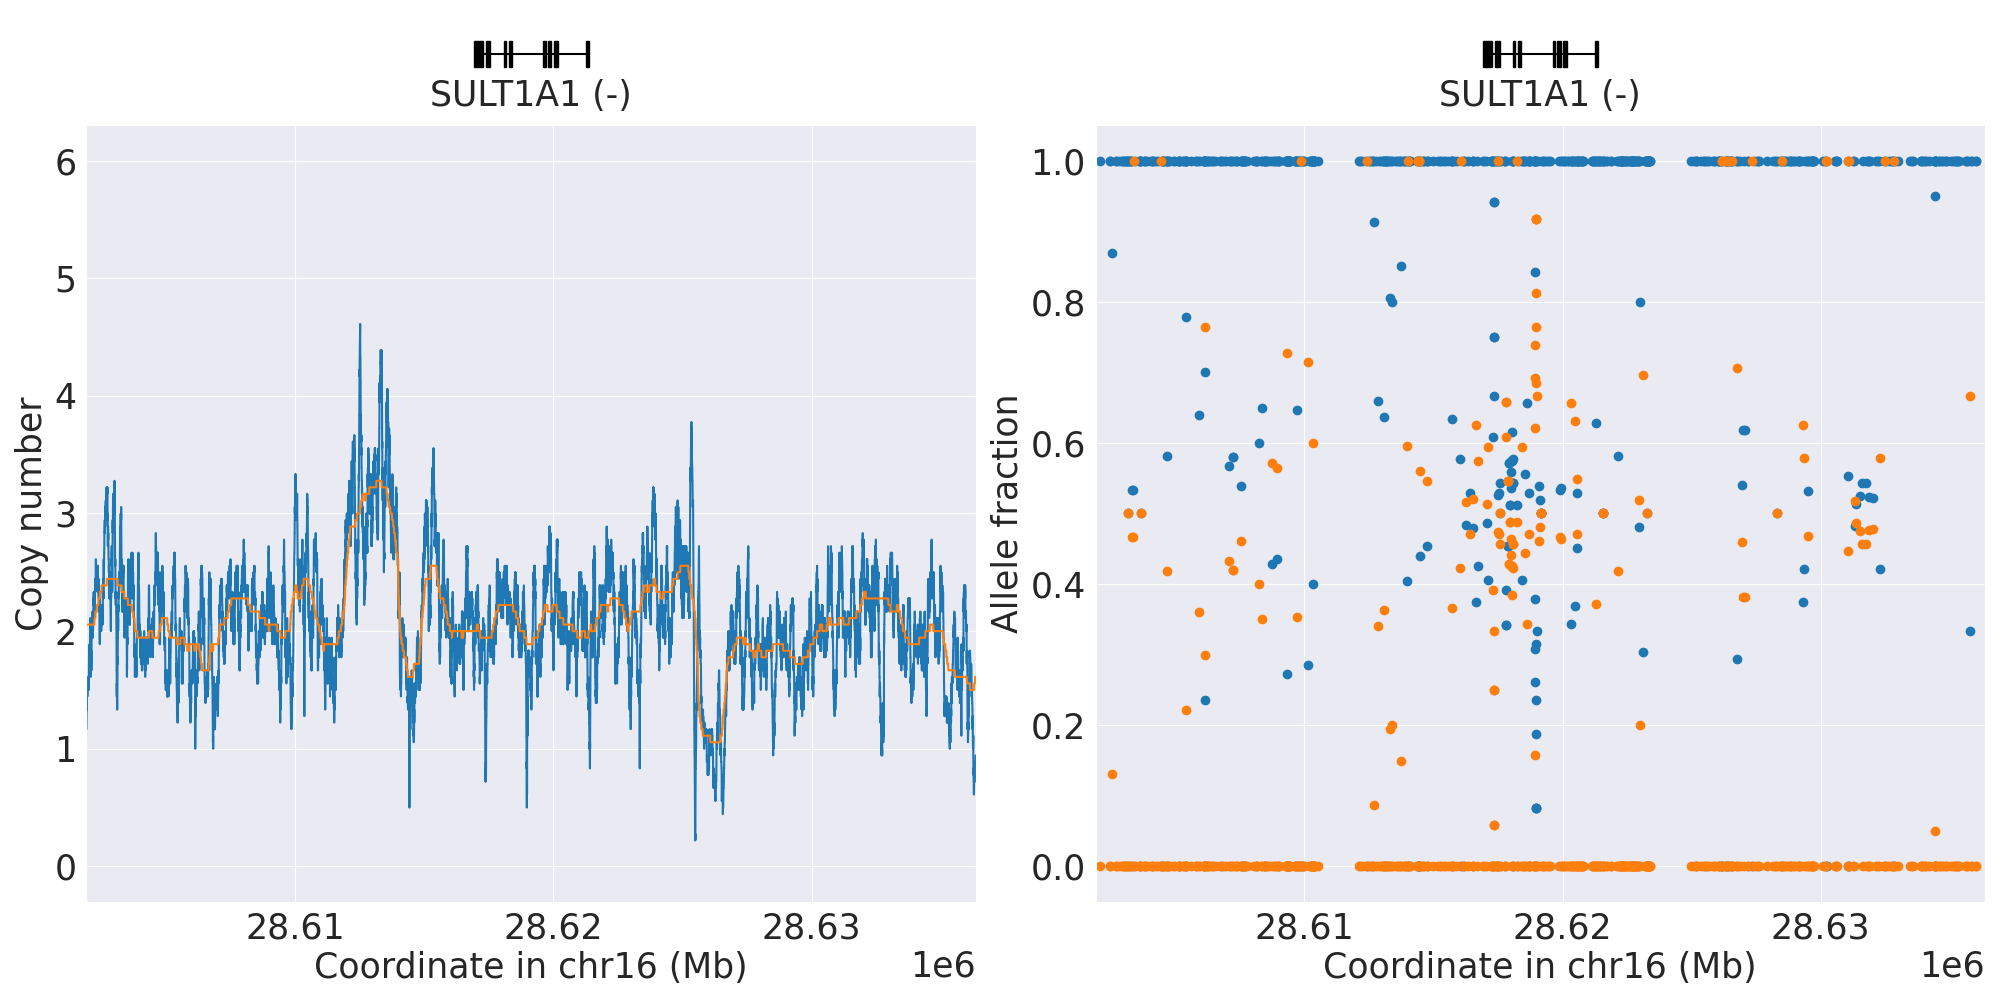 SULT1A1 (-)
SULT1A1 (-)
Copy number
6
5
4
3
2
1
0
28.61
28.62
28.63
Coordinate in chr16 (Mb)
1e6
Allele fraction
1.0
0.8
0.6
0.4
0.2
0.0
28.61
28.62
28.63
Coordinate in chr16 (Mb)
1e6